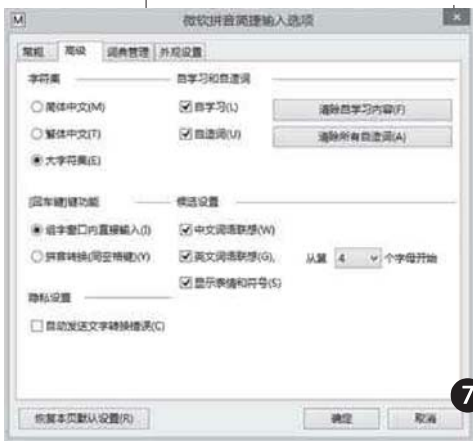 M 微软拼音简捷输入选项 ×
常规 高级 词典管理 外观设置
字符集 自学习和自造词
简体中文(M) 自学习(L) 清除自学习内容(F)
繁体中文(T) 自造词(U) 清除所有自造词(A)
大字符集(E)
[回车键]键功能 候选设置
组字窗口内直接输入(I) 中文词语联想(W)
拼音转换(同空格键)(Y) 英文词语联想(G), 从第 4 个字母开始
显示表情和符号(S)
隐私设置
自动发送文字转换错误(C)
7
恢复本页默认设置(R) 确定 取消